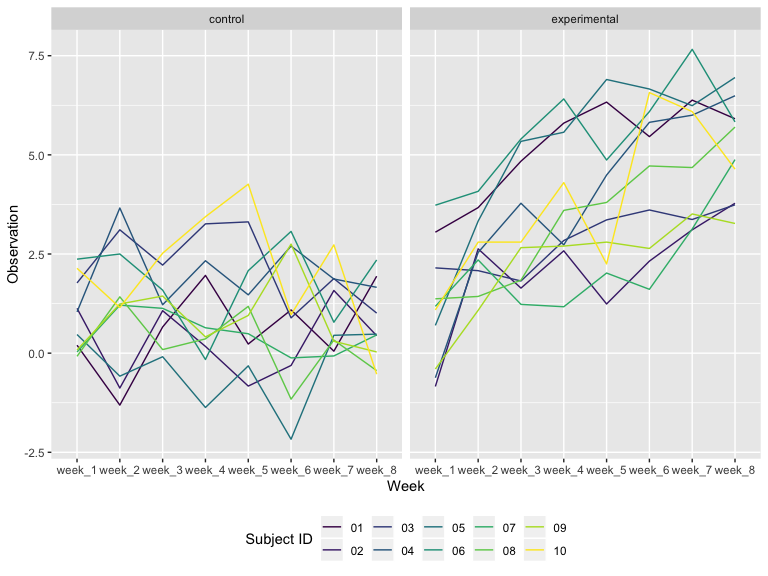 control experimental
7.5
5.0
2.5
0.0
-2.5
Observation
week_1 week_2 week_3 week_4 week_5 week_6 week_7 week_8 week_1 week_2 week_3 week_4 week_5 week_6 week_7 week_8
Week
Subject ID
01 03 05 07 09
02 04 06 08 10